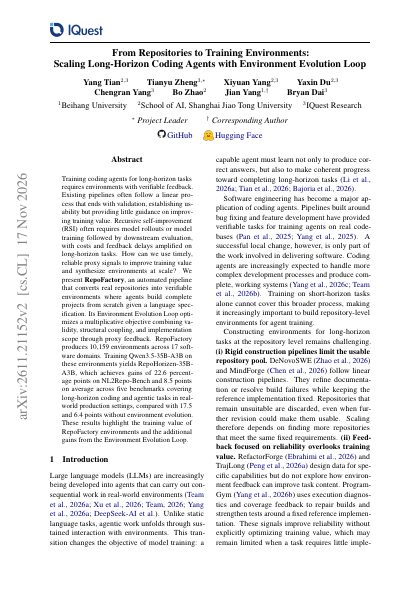 IQuest
From Repositories to Training Environments:
Scaling Long-Horizon Coding Agents with Environment Evolution Loop
Yang Tian2,3 Tianyu Zheng3,* Xiyuan Yang2,3 Yaxin Du2,3
Chengran Yang3 Bo Zhao2 Jian Yang1,† Bryan Dai3
1Beihang University 2School of AI, Shanghai Jiao Tong University 3IQuest Research
* Project Leader † Corresponding Author
GitHub Hugging Face
arXiv:2611.21152v2 [cs.CL] 17 Nov 2026
Abstract
Training coding agents for long-horizon tasks
requires environments with verifiable feedback.
Existing pipelines often follow a linear pro-
cess that ends with validation, establishing us-
ability but providing little guidance on improv-
ing training value. Recursive self-improvement
(RSI) often requires model rollouts or model
training followed by downstream evaluation,
with costs and feedback delays amplified on
long-horizon tasks. How can we use timely,
reliable proxy signals to improve training value
and synthesize environments at scale? We
present RepoFactory, an automated pipeline
that converts real repositories into verifiable
environments where agents build complete
projects from scratch given a language spec-
ification. Its Environment Evolution Loop op-
timizes a multiplicative objective combining va-
lidity, structural coupling, and implementation
scope through proxy feedback. RepoFactory
produces 10,159 environments across 17 soft-
ware domains. Training Qwen3.5-35B-A3B on
these environments yields RepoHorizen-35B-
A3B, which achieves gains of 22.6 percent-
age points on NL2Repo-Bench and 8.5 points
on average across five benchmarks covering
long-horizon coding and agentic tasks in real-
world production settings, compared with 17.5
and 6.4 points without environment evolution.
These results highlight the training value of
RepoFactory environments and the additional
gains from the Environment Evolution Loop.
1 Introduction
Large language models (LLMs) are increasingly
being developed into agents that can carry out con-
sequential work in real-world environments (Team
et al., 2026a; Xu et al., 2026; Team, 2026; Yang
et al., 2026a; DeepSeek-AI et al.). Unlike static
language tasks, agentic work unfolds through sus-
tained interaction with environments. This tran-
sition changes the objective of model training: a
capable agent must learn not only to produce cor-
rect answers, but also to make coherent progress
toward completing long-horizon tasks (Li et al.,
2026a; Tian et al., 2026; Bajoria et al., 2026).
Software engineering has become a major ap-
plication of coding agents. Pipelines built around
bug fixing and feature development have provided
verifiable tasks for training agents on real code-
bases (Pan et al., 2025; Yang et al., 2025). A
successful local change, however, is only part of
the work involved in delivering software. Coding
agents are increasingly expected to handle more
complex development processes and produce com-
plete, working systems (Yang et al., 2026c; Team
et al., 2026b). Training on short-horizon tasks
alone cannot cover this broader process, making
it increasingly important to build repository-level
environments for agent training.
Constructing environments for long-horizon
tasks at the repository level remains challenging.
(i) Rigid construction pipelines limit the usable
repository pool. DeNovoSWE (Zhao et al., 2026)
and MindForge (Chen et al., 2026) follow linear
construction pipelines. They refine documenta-
tion or resolve build failures while keeping the
reference implementation fixed. Repositories that
remain unusable are discarded, even when fur-
ther revision could make them usable. Scaling
therefore depends on finding more repositories
that meet the same fixed requirements. (ii) Feed-
back focused on reliability overlooks training
value. RefactorForge (Ebrahimi et al., 2026) and
TrajLong (Peng et al., 2026a) design data for spe-
cific capabilities but do not explore how environ-
ment feedback can improve task content. Program-
Gym (Yang et al., 2026b) uses execution diagnos-
tics and coverage feedback to repair builds and
strengthen tests around a fixed reference implemen-
tation. These signals improve reliability without
explicitly optimizing training value, which may
remain limited when a task requires little imple-